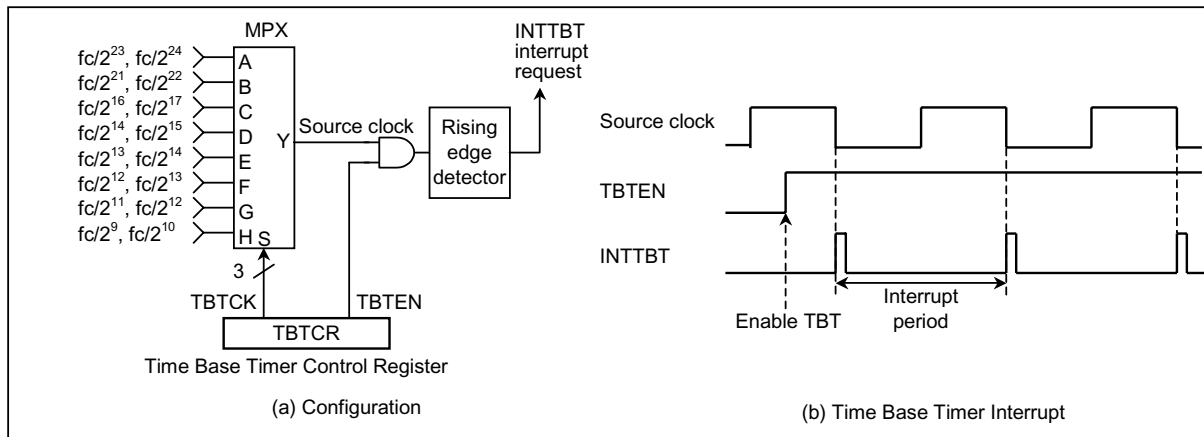 MPX
fc/2^23, fc/2^24
fc/2^21, fc/2^22
fc/2^16, fc/2^17
fc/2^14, fc/2^15
fc/2^13, fc/2^14
fc/2^12, fc/2^13
fc/2^11, fc/2^12
fc/2^9, fc/2^10
A
B
C
D
E
F
G
H
S
Y
3
Source clock
Rising
edge
detector
INTTBT
interrupt
request
TBTCK
TBTEN
TBTCR
Time Base Timer Control Register
(a) Configuration
Source clock
TBTEN
INTTBT
Enable TBT
Interrupt
period
(b) Time Base Timer Interrupt